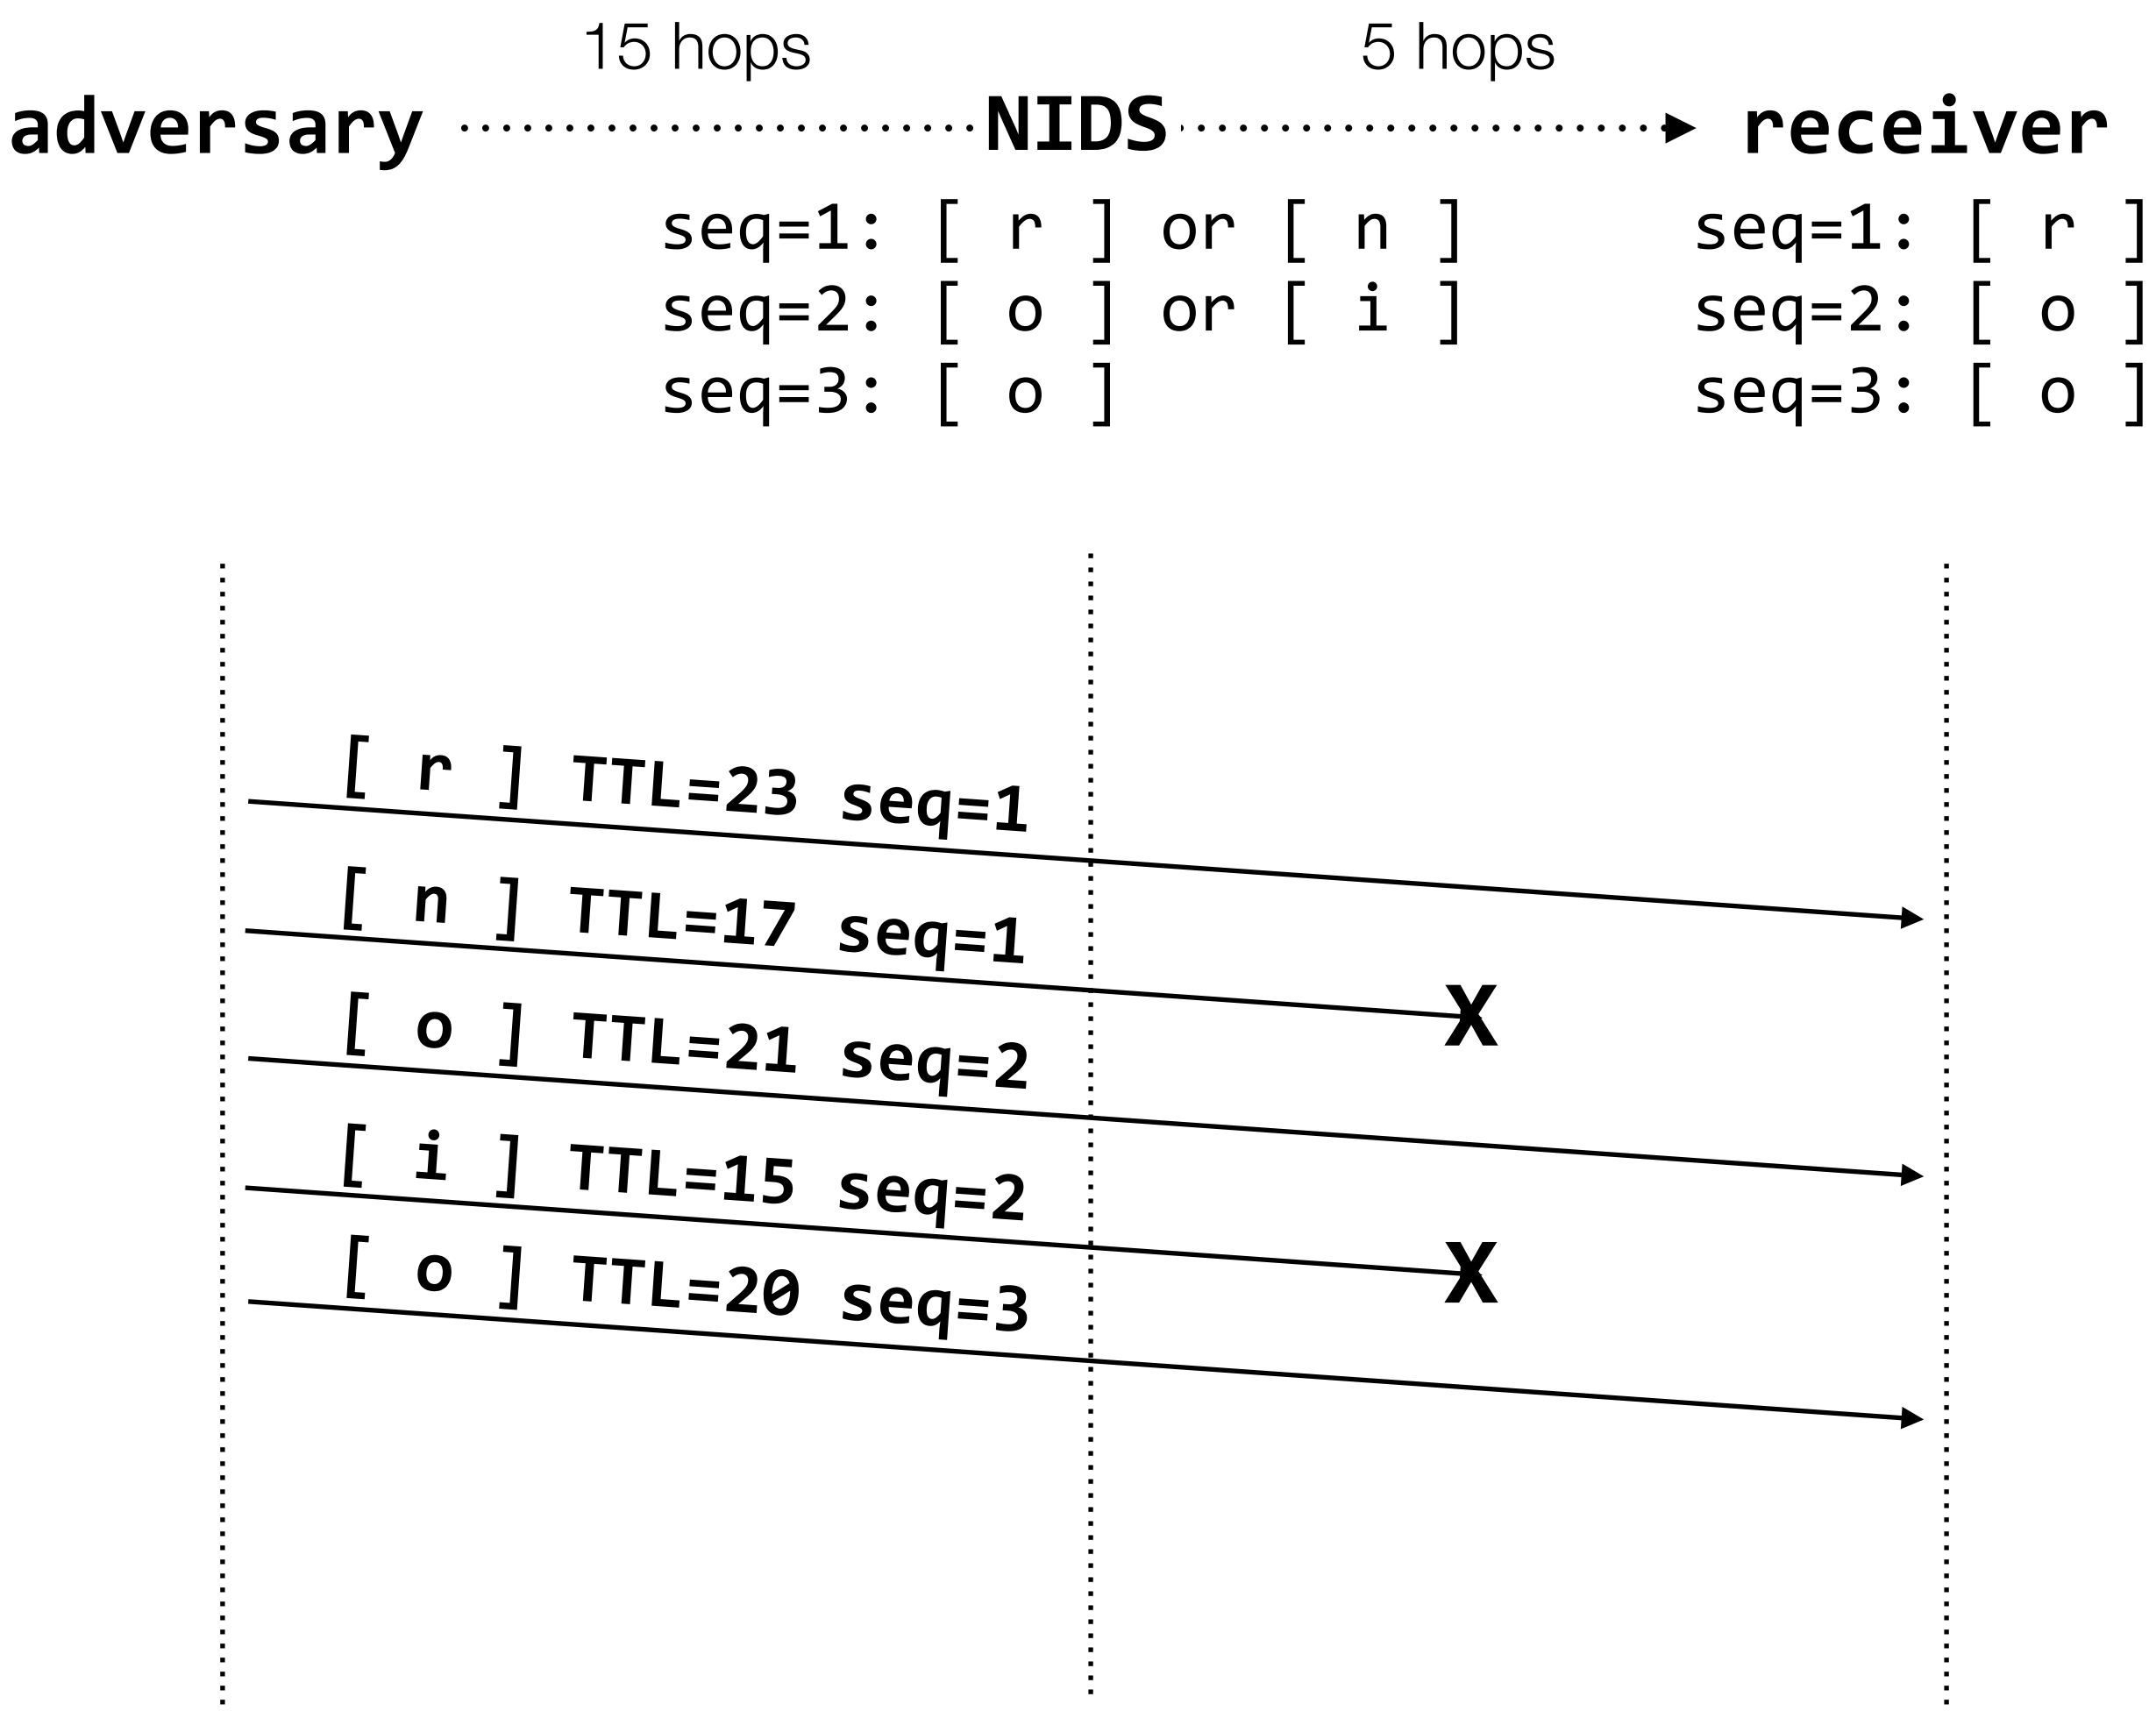 15 hops 5 hops
adversary NIDS receiver
seq=1: [ r ] or [ n ] seq=1: [ r ]
seq=2: [ o ] or [ i ] seq=2: [ o ]
seq=3: [ o ] seq=3: [ o ]
[ r ] TTL=23 seq=1
[ n ] TTL=17 seq=1
X
[ o ] TTL=21 seq=2
[ i ] TTL=15 seq=2
X
[ o ] TTL=20 seq=3